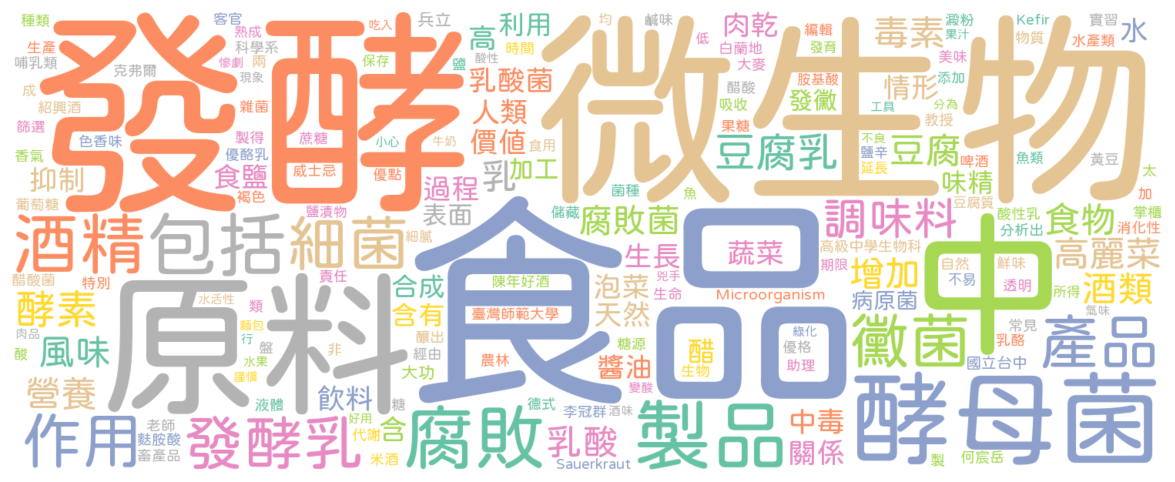 發酵
微生物
食品
中
原料
酵母菌
製品
腐敗
發酵乳
作用
酒精
包括
細菌
產品
黴菌
調味料
酵素
風味
營養
高麗菜
豆腐乳
豆腐
毒素
情形
增加
酒類
食物
腐敗菌
泡菜
天然
醬油
醋
蔬菜
生長
乳酸
中毒
關係
含
含有
合成
飲料
抑制
食鹽
過程
表面
乳
加工
乳酸菌
人類
價值
高
利用
肉乾
水
味精
發黴
病原菌
種類
生產
哺乳類
成
紹興酒
篩選
香氣
葡萄糖
醋酸菌
特別
客官
熟成
科學系
慘劇
兩
現象
克弗爾
雜菌
色香味
製得
優酪乳
褐色
鹽漬物
蔗糖
威士忌
優點
小心
保存
酸性
吃入
兵立
鹽
時間
食用
牛奶
均
鹹味
低
白蘭地
大麥
編輯
發育
胺基酸
醋酸
吸收
果糖
菌種
魚
儲藏
細膩
責任
陳年好酒
臺灣師範大學
釀出
經由
大功
農林
糖源
糖
變酸
德式
李冠群
酒味
Sauerkraut
米酒
代謝
好用
液體
老師
麩胺酸
畜產品
水活性
類
麵包
行
水果
謹慎
盤
非
肉品
酸
兇手
生命
Microorganism
生物
優格
綠化
助理
期限
高級中學生物科
澱粉
果汁
Kefir
物質
實習
水產類
美味
添加
教授
分為
工具
不良
鹽辛
延長
啤酒
魚類
黃豆
太
加
豆腐質
酸性乳
分析出
掌櫃
消化性
自然
鮮味
不易
透明
所得
氣味
常見
乳酪
國立台中
製
何宸岳